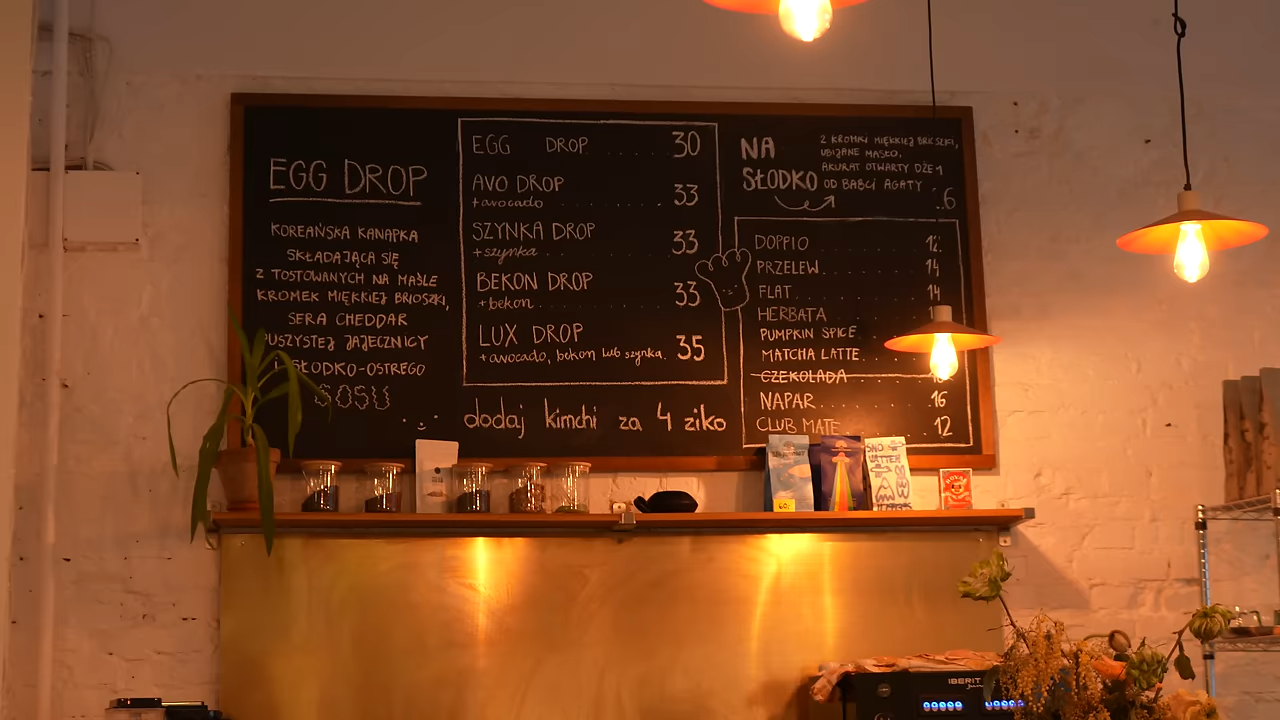 EGG DROP
KOREAŃSKA KANAPKA
SKŁADAJĄCA SIĘ
Z TOSTOWANYCH NA MAŚLE
KROMEK MIĘKKIEJ BRIOSZKI,
SERA CHEDDAR
PUSZYSTEJ JAJECZNICY
SŁODKO-OSTREGO
SOSU
EGG DROP ...... 30
AVO DROP
+avocado ........ 33
SZYNKA DROP
+szynka ........ 33
BEKON DROP
+bekon ........ 33
LUX DROP
+avocado, bekon lub szynka. 35
dodaj kimchi za 4 ziko
NA
SŁODKO
2 KROMKI MIĘKKIEJ BRIOSZKI,
UBIJANE MASŁO,
AKURAT OTWARTY DŻEM
OD BABCI AGATY
DOPPIO 12
PRZELEW 14
FLAT 14
HERBATA
PUMPKIN SPICE
MATCHA LATTE
CZEKOLADA
NAPAR 16
CLUB MATE 12
IBERIT